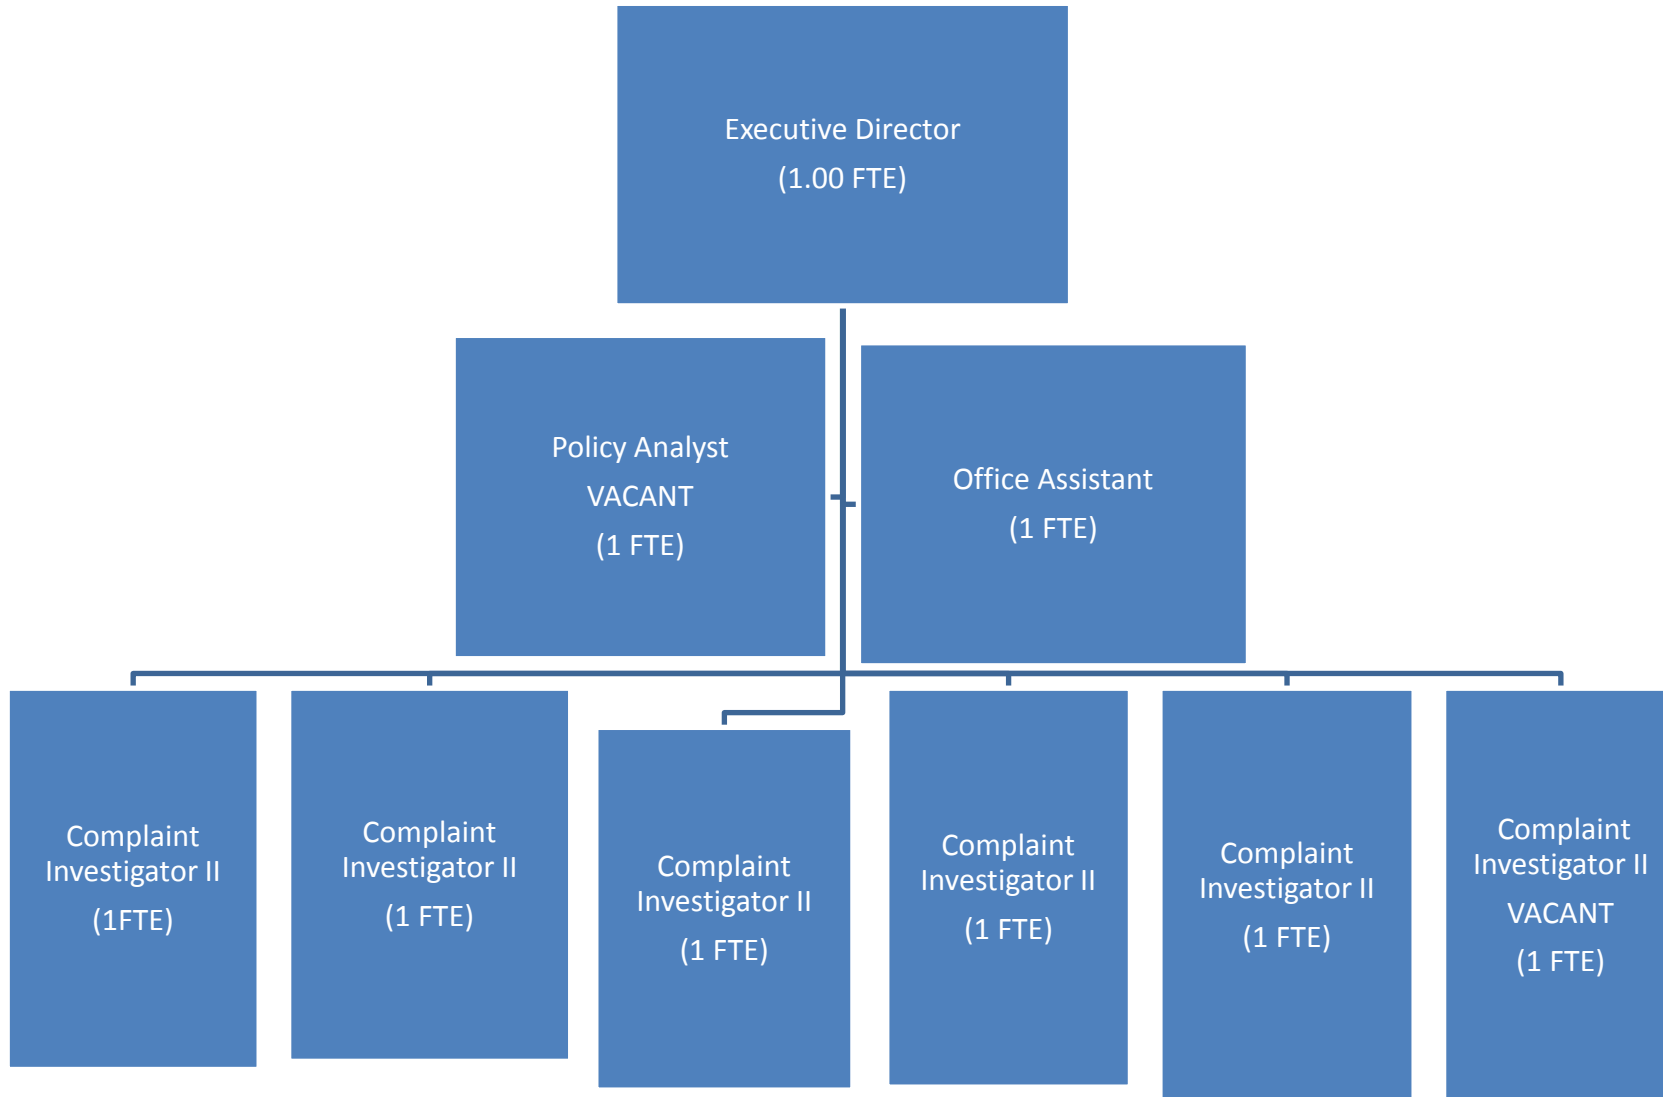 Executive Director
(1.00 FTE)
Policy Analyst
VACANT
(1 FTE)
Office Assistant
(1 FTE)
Complaint
Investigator II
(1FTE)
Complaint
Investigator II
(1 FTE)
Complaint
Investigator II
(1 FTE)
Complaint
Investigator II
(1 FTE)
Complaint
Investigator II
(1 FTE)
Complaint
Investigator II
VACANT
(1 FTE)